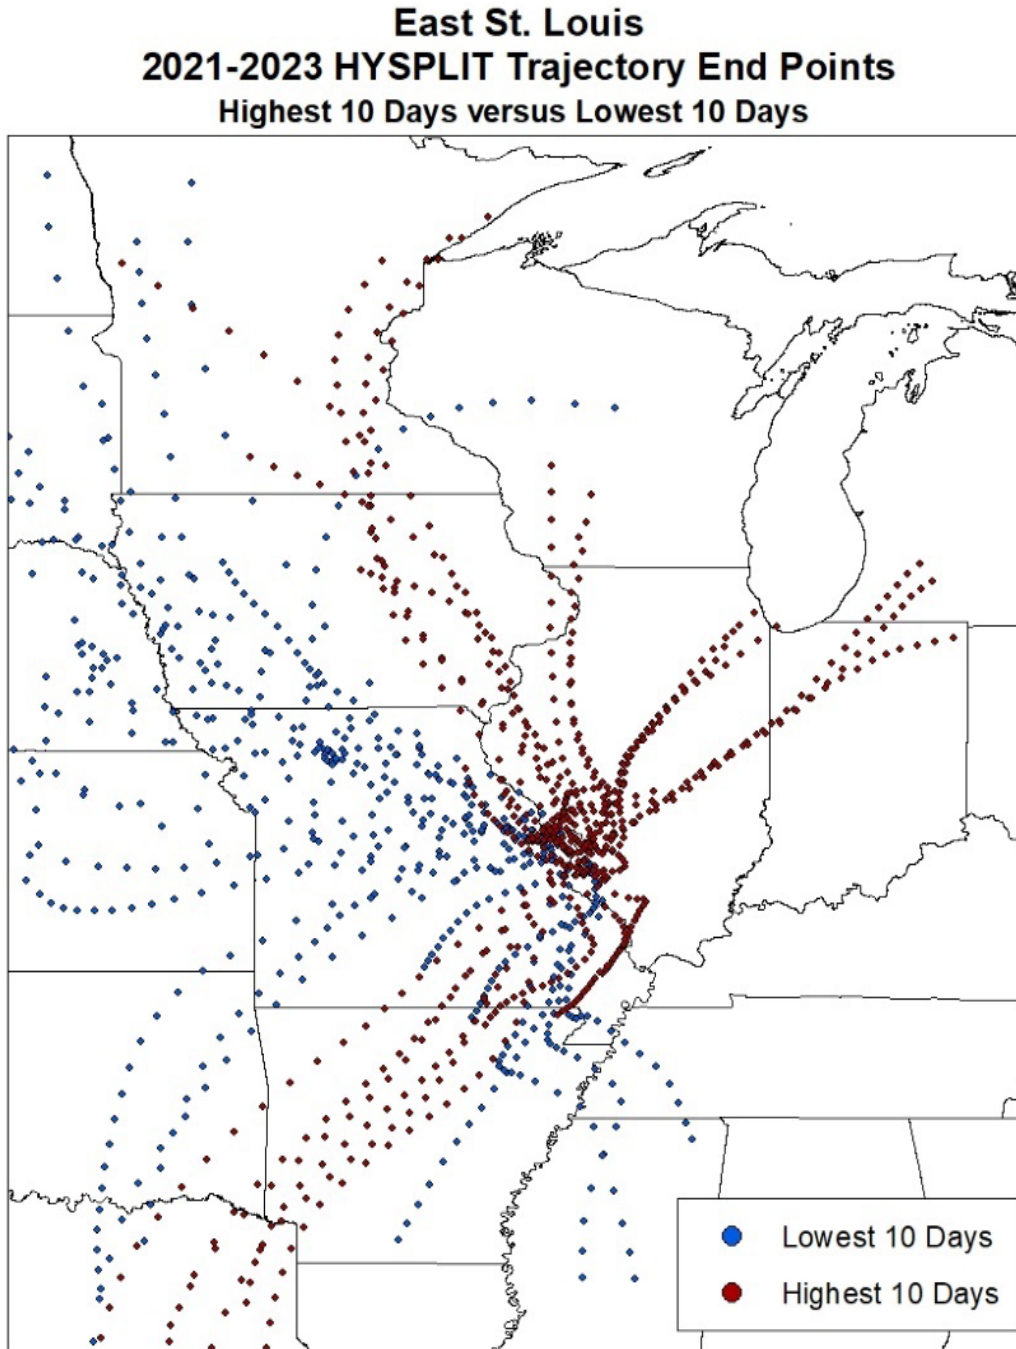 East St. Louis
2021-2023 HYSPLIT Trajectory End Points
Highest 10 Days versus Lowest 10 Days
Lowest 10 Days
Highest 10 Days